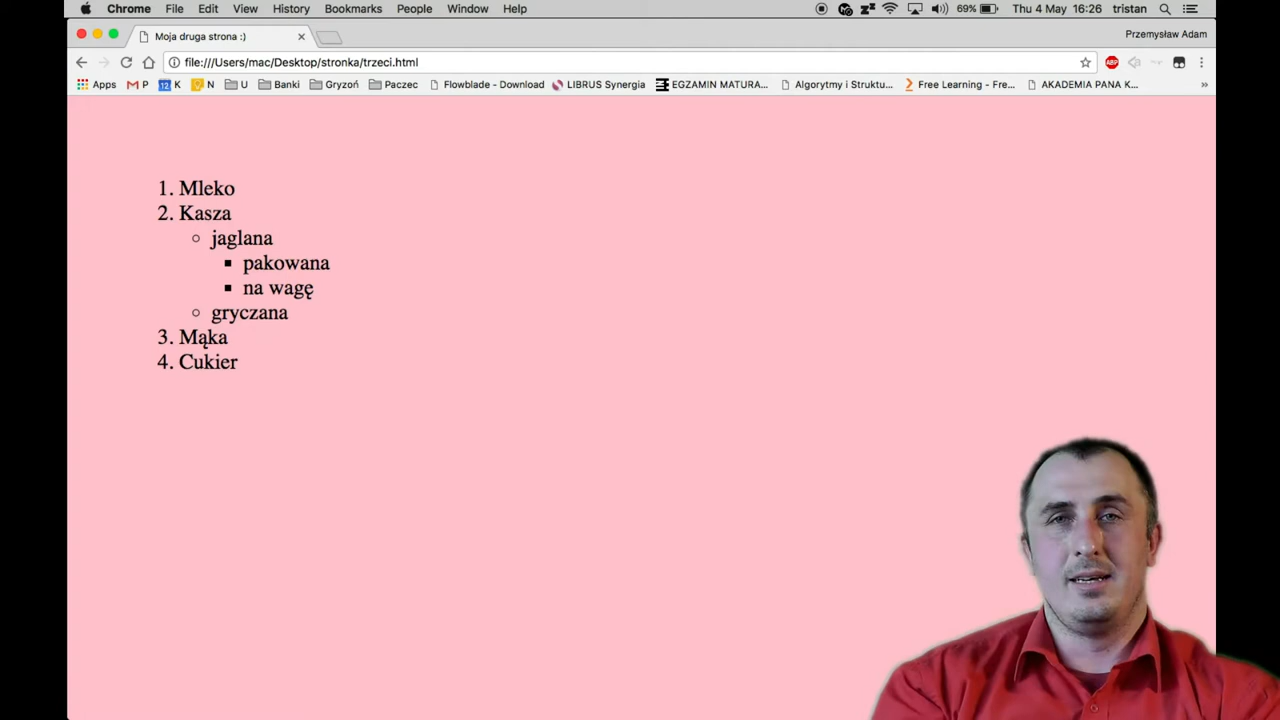 Chrome File Edit View History Bookmarks People Window Help 69% Thu 4 May 16:26 tristan
Moja druga strona :) Przemysław Adam
file:///Users/mac/Desktop/stronka/trzeci.html ABP
Apps P 12 K N U Banki Gryzoń Paczec Flowblade - Download LIBRUS Synergia EGZAMIN MATURA... Algorytmy i Struktu... Free Learning - Fre... AKADEMIA PANA K... »
1. Mleko
2. Kasza
jaglana
pakowana
na wagę
gryczana
3. Mąka
4. Cukier